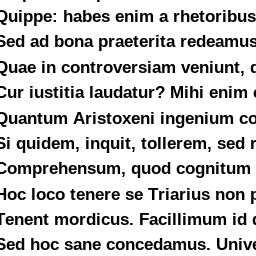 Quippe: habes enim a rhetoribus
Sed ad bona praeterita redeamus
Quae in controversiam veniunt,
Cur iustitia laudatur? Mihi enim
Quantum Aristoxeni ingenium
Si quidem, inquit, tollerem, sed
Comprehensum, quod cognitum
Hoc loco tenere se Triarius non
Tenent mordicus. Facillimum id
Sed hoc sane concedamus.